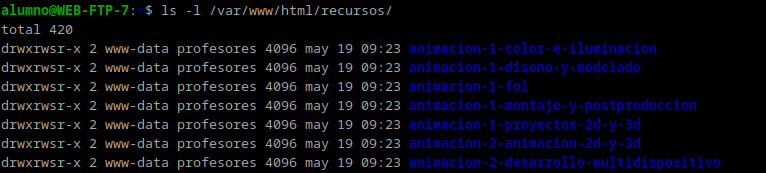 alumno@WEB-FTP-7:~$ ls -l /var/www/html/recursos/
total 420
drwxrwsr-x 2 www-data profesores 4096 may 19 09:23 animacion-1-color-e-iluminacion
drwxrwsr-x 2 www-data profesores 4096 may 19 09:23 animacion-1-diseno-y-modelado
drwxrwsr-x 2 www-data profesores 4096 may 19 09:23 animacion-1-fol
drwxrwsr-x 2 www-data profesores 4096 may 19 09:23 animacion-1-montaje-y-postproduccion
drwxrwsr-x 2 www-data profesores 4096 may 19 09:23 animacion-1-proyectos-2d-y-3d
drwxrwsr-x 2 www-data profesores 4096 may 19 09:23 animacion-2-animacion-2d-y-3d
drwxrwsr-x 2 www-data profesores 4096 may 19 09:23 animacion-2-desarrollo-multidispositivo